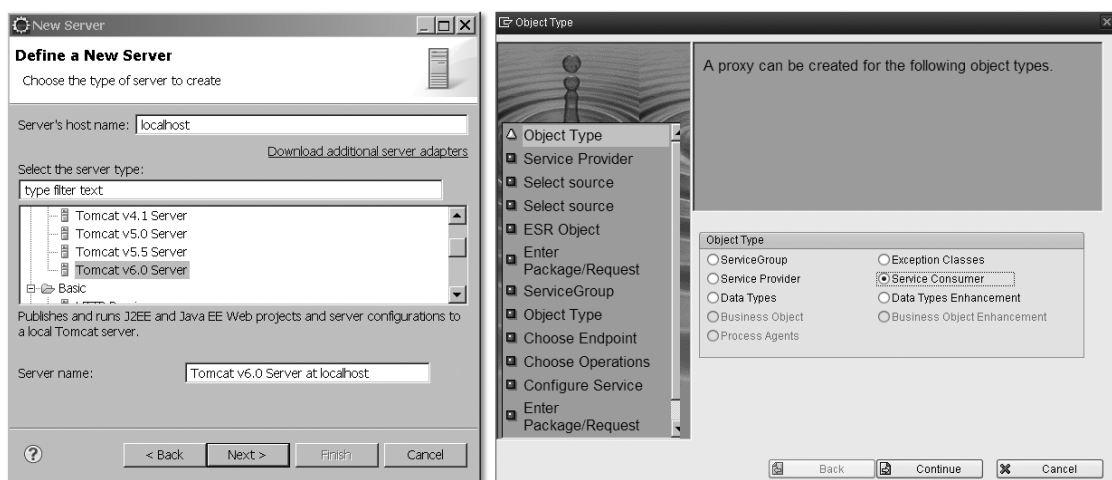 New Server
Define a New Server
Choose the type of server to create
Server's host name: localhost
Download additional server adapters
Select the server type:
type filter text
Tomcat v4.1 Server
Tomcat v5.0 Server
Tomcat v5.5 Server
Tomcat v6.0 Server
Basic
Publishes and runs J2EE and Java EE Web projects and server configurations to
a local Tomcat server.
Server name: Tomcat v6.0 Server at localhost
< Back Next > Finish Cancel
Object Type
A proxy can be created for the following object types.
Object Type
Service Provider
Select source
Select source
ESR Object
Enter
Package/Request
ServiceGroup
Object Type
Choose Endpoint
Choose Operations
Configure Service
Enter
Package/Request
Object Type
ServiceGroup Exception Classes
Service Provider Service Consumer
Data Types Data Types Enhancement
Business Object Business Object Enhancement
Process Agents
Back Continue Cancel